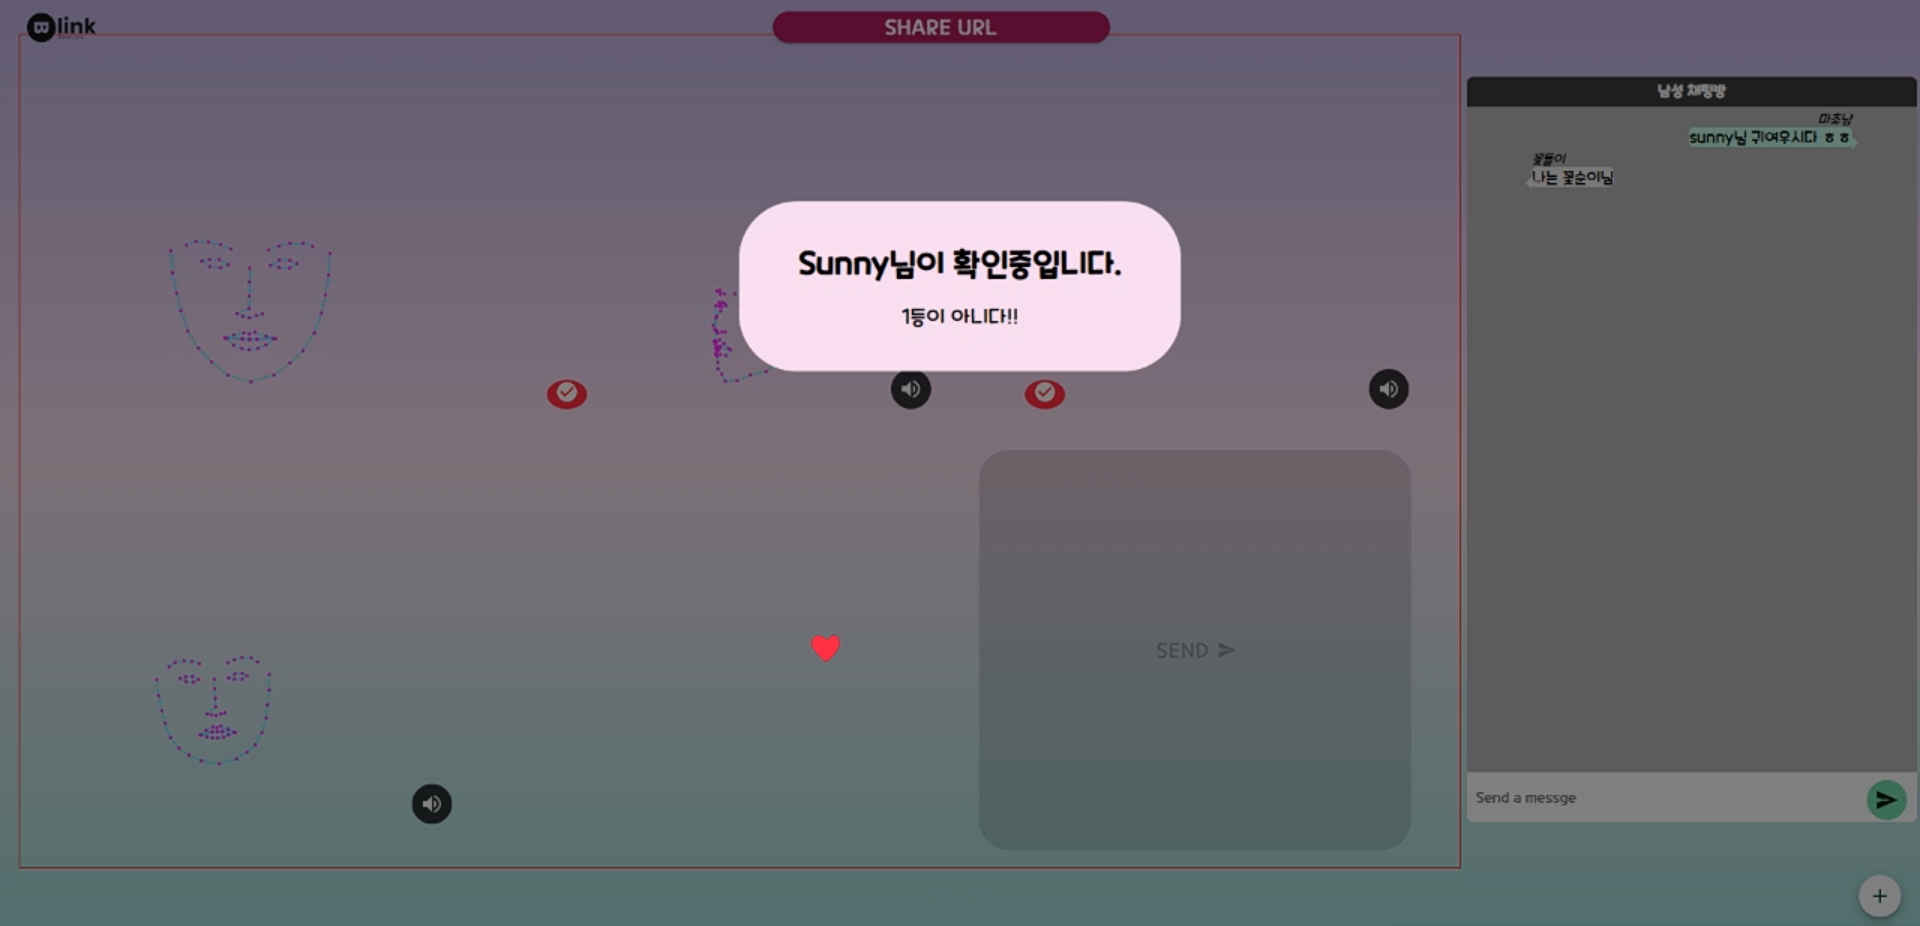 Blink
SHARE URL
남성 채팅방
마초남
sunny님 귀여우시다 ㅎㅎ
꽃돌이
나는 꽃순이님
Sunny님이 확인중입니다.
1등이 아니다!!
SEND
Send a messge